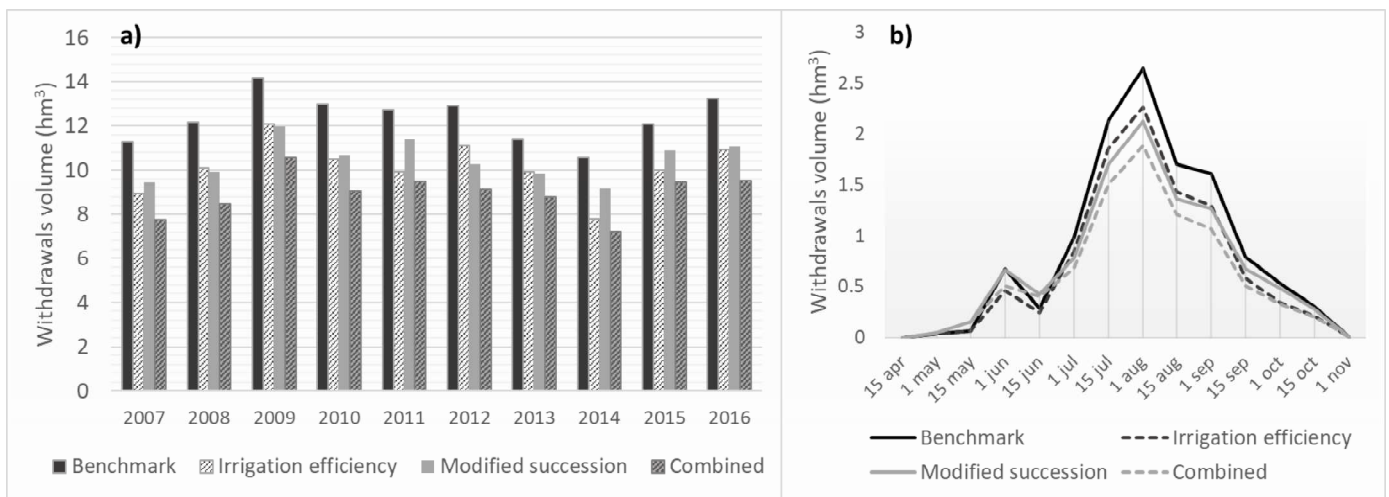 a)
Withdrawals volume (hm³)
16
14
12
10
8
6
4
2
0
2007 2008 2009 2010 2011 2012 2013 2014 2015 2016
Benchmark Irrigation efficiency Modified succession Combined
b)
Withdrawals volume (hm³)
3
2.5
2
1.5
1
0.5
0
15 apr 1 may 15 may 1 jun 15 jun 1 jul 15 jul 1 aug 15 aug 1 sep 15 sep 1 oct 15 oct 1 nov
Benchmark Irrigation efficiency
Modified succession Combined